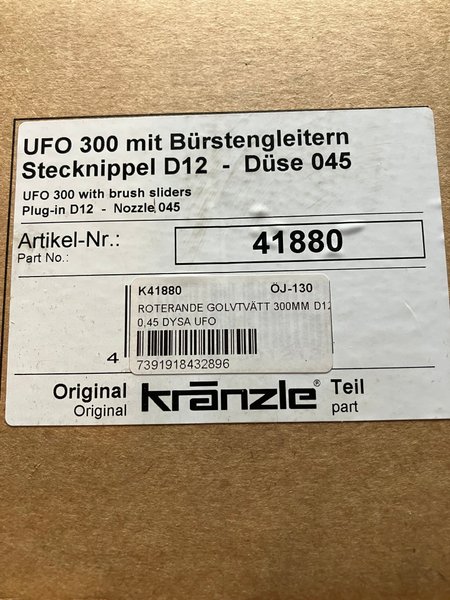 UFO 300 mit Bürstengleitern
Stecknippel D12 - Düse 045
UFO 300 with brush sliders
Plug-in D12 - Nozzle 045
Artikel-Nr.:
Part No.:
41880
K41880 ÖJ-130
ROTERANDE GOLVTVÄTT 300MM D12
0,45 DYSA UFO
4
7391918432896
Original kränzle® Teil
Original part